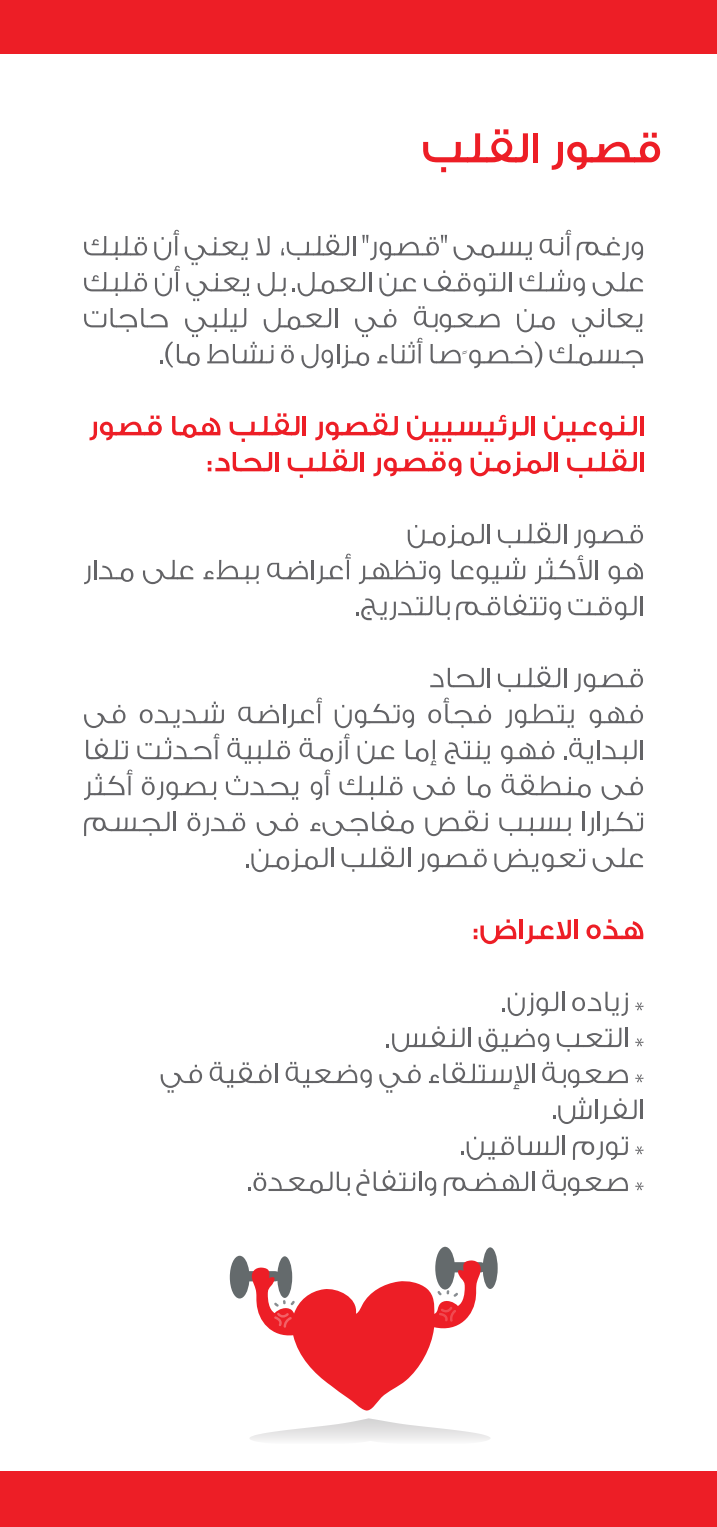 قصور القلب
ورغم أنه يسمى "قصور" القلب، لا يعني أن قلبك
على وشك التوقف عن العمل. بل يعني أن قلبك
يعاني من صعوبة في العمل ليلبي حاجات
جسمك (خصو ًصا أثناء مزاول ة نشاط ما).
النوعين الرئيسيين لقصور القلب هما قصور
القلب المزمن وقصور القلب الحاد:
قصور القلب المزمن
هو الأكثر شيوعا وتظهر أعراضه ببطء على مدار
الوقت وتتفاقم بالتدريج.
قصور القلب الحاد
فهو يتطور فجأه وتكون أعراضه شديده فى
البداية. فهو ينتج إما عن أزمة قلبية أحدثت تلفا
فى منطقة ما فى قلبك أو يحدث بصورة أكثر
تكرارا بسبب نقص مفاجىء فى قدرة الجسم
على تعويض قصور القلب المزمن.
هذه الاعراض:
* زياده الوزن.
* التعب وضيق النفس.
* صعوبة الإستلقاء في وضعية افقية في
الفراش.
* تورم الساقين.
* صعوبة الهضم وانتفاخ بالمعدة.